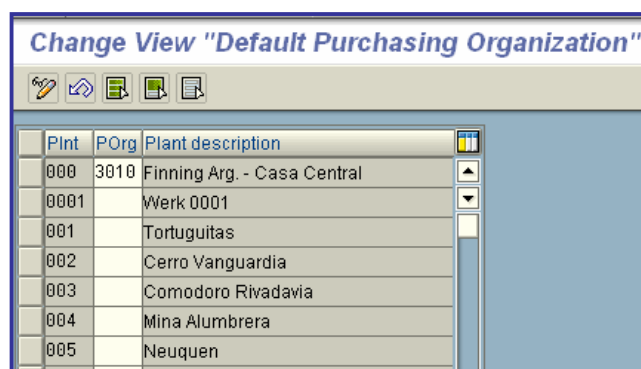 Change View "Default Purchasing Organization"
Plnt POrg Plant description
000 3010 Finning Arg. - Casa Central
0001 Werk 0001
001 Tortuguitas
002 Cerro Vanguardia
003 Comodoro Rivadavia
004 Mina Alumbrera
005 Neuquen